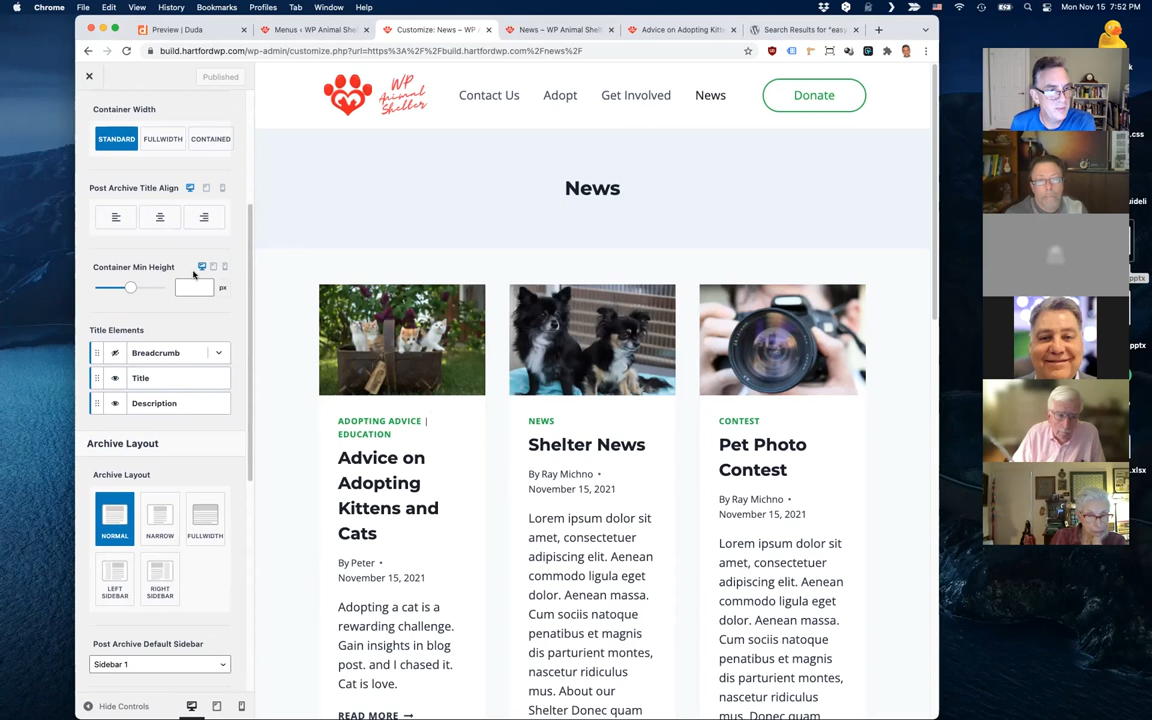 Chrome File Edit View History Bookmarks Profiles Tab Window Help
Mon Nov 15 7:52 PM
Preview | Duda
Menus ‹ WP Animal Shel
Customize: News – WP
News – WP Animal Shelt
Advice on Adopting Kitte
Search Results for "easy
build.hartfordwp.com/wp-admin/customize.php?url=https%3A%2F%2Fbuild.hartfordwp.com%2Fnews%2F
Published
Container Width
STANDARD FULLWIDTH CONTAINED
Post Archive Title Align
Container Min Height
px
Title Elements
Breadcrumb
Title
Description
Archive Layout
Archive Layout
NORMAL NARROW FULLWIDTH
LEFT SIDEBAR RIGHT SIDEBAR
Post Archive Default Sidebar
Sidebar 1
Hide Controls
WP Animal Shelter
Contact Us Adopt Get Involved News Donate
News
ADOPTING ADVICE |
EDUCATION
Advice on
Adopting
Kittens and
Cats
By Peter •
November 15, 2021
Adopting a cat is a
rewarding challenge.
Gain insights in blog
post. and I chased it.
Cat is love.
READ MORE →
NEWS
Shelter News
By Ray Michno •
November 15, 2021
Lorem ipsum dolor sit
amet, consectetuer
adipiscing elit. Aenean
commodo ligula eget
dolor. Aenean massa.
Cum sociis natoque
penatibus et magnis
dis parturient montes,
nascetur ridiculus
mus. About our
Shelter Donec quam
CONTEST
Pet Photo
Contest
By Ray Michno •
November 15, 2021
Lorem ipsum dolor sit
amet, consectetuer
adipiscing elit. Aenean
commodo ligula eget
dolor. Aenean massa.
Cum sociis natoque
penatibus et magnis
dis parturient montes,
nascetur ridiculus
mus. Donec quam
k
.css
uideli
pptx
pptx
.xlsx